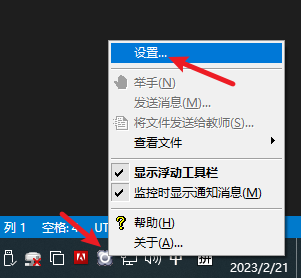 设置...
举手(N)
发送消息(M)...
将文件发送给教师(S)...
查看文件
显示浮动工具栏
监控时显示通知消息(M)
帮助(H)
关于(A)...
列 1 空格: 4 UT
中 拼
2023/2/21